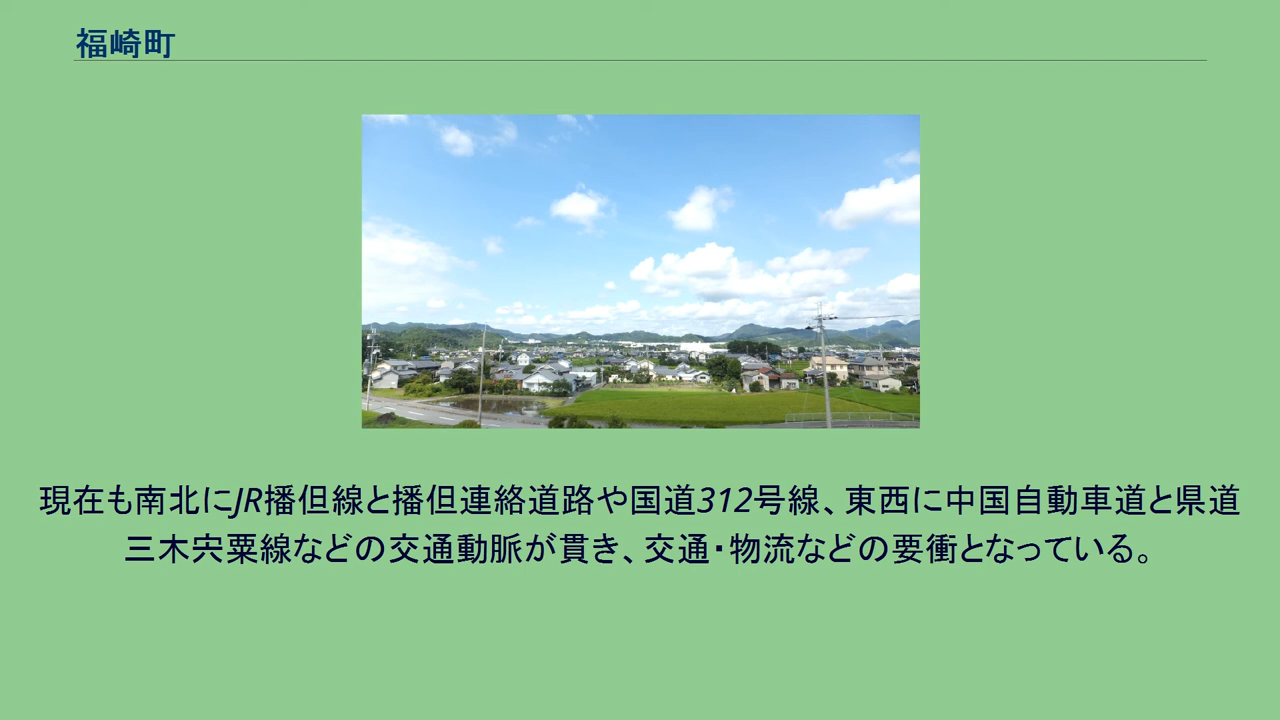 福崎町
現在も南北にJR播但線と播但連絡道路や国道312号線、東西に中国自動車道と県道
三木宍粟線などの交通動脈が貫き、交通・物流などの要衝となっている。